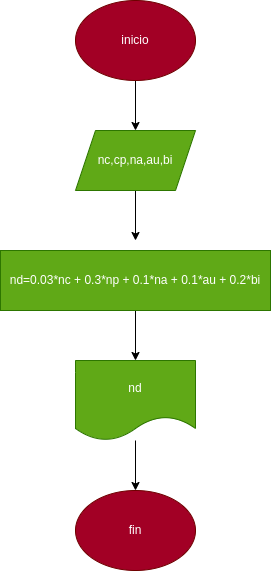 inicio
nc,cp,na,au,bi
nd=0.03*nc + 0.3*np + 0.1*na + 0.1*au + 0.2*bi
nd
fin